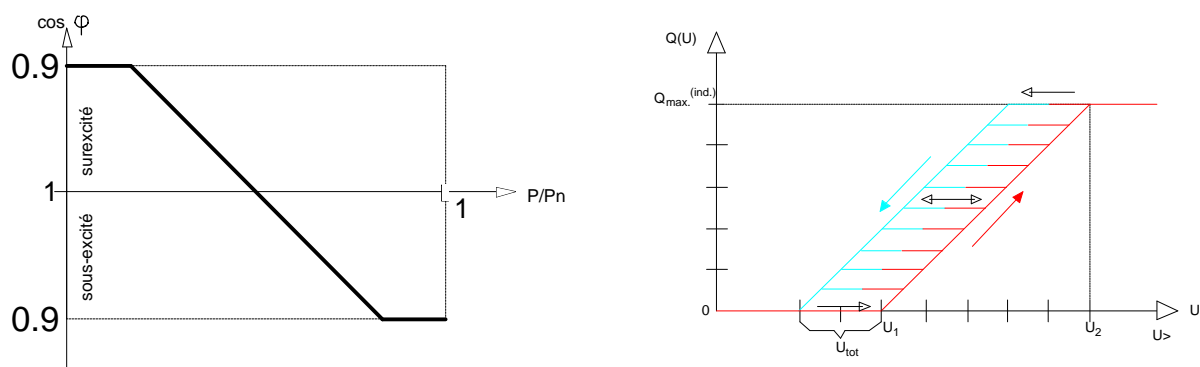 cos φ
0.9
surexcité
1
P/Pn
1
sous-excité
0.9
Q(U)
Qmax.(ind.)
0
Utot
U1
U2
U
U>